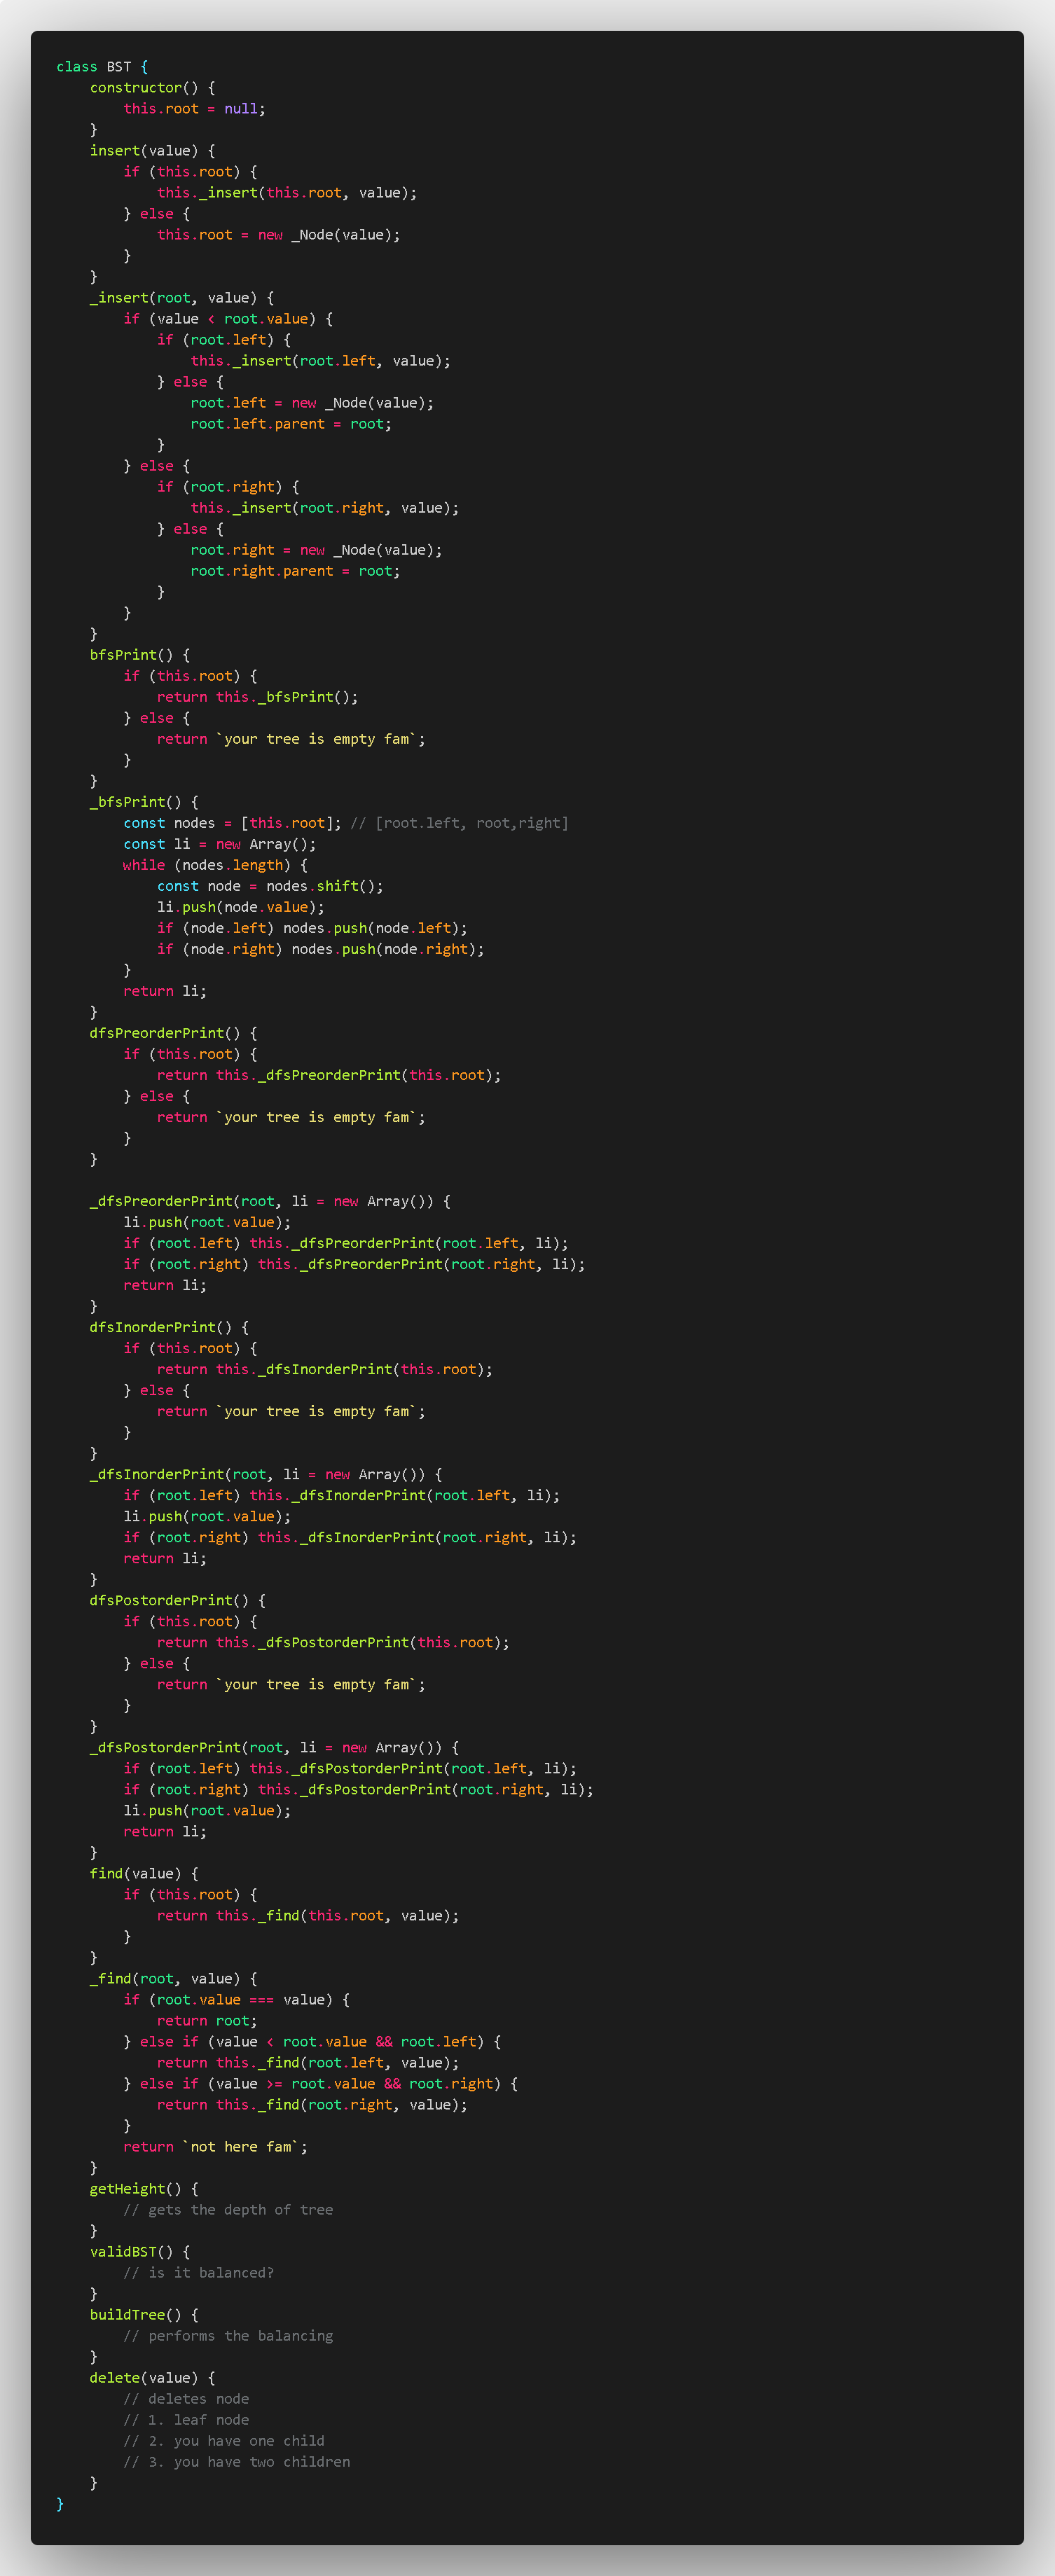 class BST {
    constructor() {
        this.root = null;
    }
    insert(value) {
        if (this.root) {
            this._insert(this.root, value);
        } else {
            this.root = new _Node(value);
        }
    }
    _insert(root, value) {
        if (value < root.value) {
            if (root.left) {
                this._insert(root.left, value);
            } else {
                root.left = new _Node(value);
                root.left.parent = root;
            }
        } else {
            if (root.right) {
                this._insert(root.right, value);
            } else {
                root.right = new _Node(value);
                root.right.parent = root;
            }
        }
    }
    bfsPrint() {
        if (this.root) {
            return this._bfsPrint();
        } else {
            return `your tree is empty fam`;
        }
    }
    _bfsPrint() {
        const nodes = [this.root]; // [root.left, root,right]
        const li = new Array();
        while (nodes.length) {
            const node = nodes.shift();
            li.push(node.value);
            if (node.left) nodes.push(node.left);
            if (node.right) nodes.push(node.right);
        }
        return li;
    }
    dfsPreorderPrint() {
        if (this.root) {
            return this._dfsPreorderPrint(this.root);
        } else {
            return `your tree is empty fam`;
        }
    }

    _dfsPreorderPrint(root, li = new Array()) {
        li.push(root.value);
        if (root.left) this._dfsPreorderPrint(root.left, li);
        if (root.right) this._dfsPreorderPrint(root.right, li);
        return li;
    }
    dfsInorderPrint() {
        if (this.root) {
            return this._dfsInorderPrint(this.root);
        } else {
            return `your tree is empty fam`;
        }
    }
    _dfsInorderPrint(root, li = new Array()) {
        if (root.left) this._dfsInorderPrint(root.left, li);
        li.push(root.value);
        if (root.right) this._dfsInorderPrint(root.right, li);
        return li;
    }
    dfsPostorderPrint() {
        if (this.root) {
            return this._dfsPostorderPrint(this.root);
        } else {
            return `your tree is empty fam`;
        }
    }
    _dfsPostorderPrint(root, li = new Array()) {
        if (root.left) this._dfsPostorderPrint(root.left, li);
        if (root.right) this._dfsPostorderPrint(root.right, li);
        li.push(root.value);
        return li;
    }
    find(value) {
        if (this.root) {
            return this._find(this.root, value);
        }
    }
    _find(root, value) {
        if (root.value === value) {
            return root;
        } else if (value < root.value && root.left) {
            return this._find(root.left, value);
        } else if (value >= root.value && root.right) {
            return this._find(root.right, value);
        }
        return `not here fam`;
    }
    getHeight() {
        // gets the depth of tree
    }
    validBST() {
        // is it balanced?
    }
    buildTree() {
        // performs the balancing
    }
    delete(value) {
        // deletes node
        // 1. leaf node
        // 2. you have one child
        // 3. you have two children
    }
}